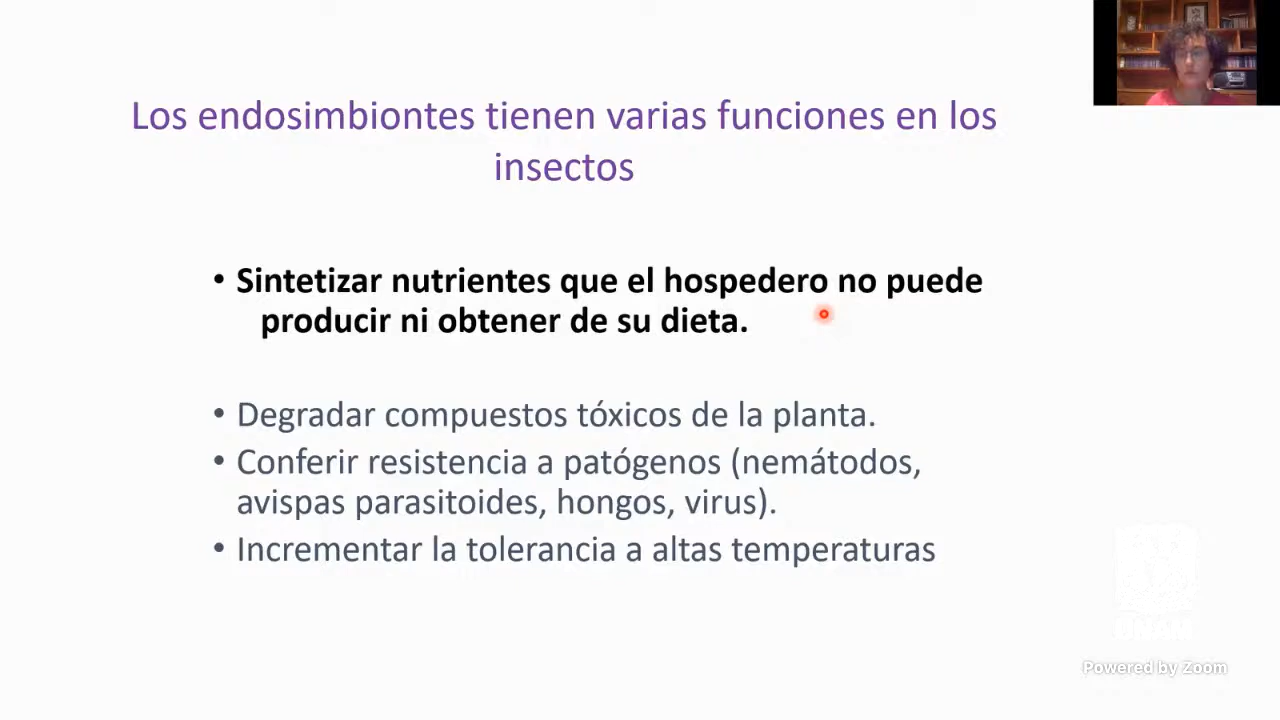 Los endosimbiontes tienen varias funciones en los
insectos
• Sintetizar nutrientes que el hospedero no puede
producir ni obtener de su dieta.
• Degradar compuestos tóxicos de la planta.
• Conferir resistencia a patógenos (nemátodos,
avispas parasitoides, hongos, virus).
• Incrementar la tolerancia a altas temperaturas
UNAM
Powered by Zoom